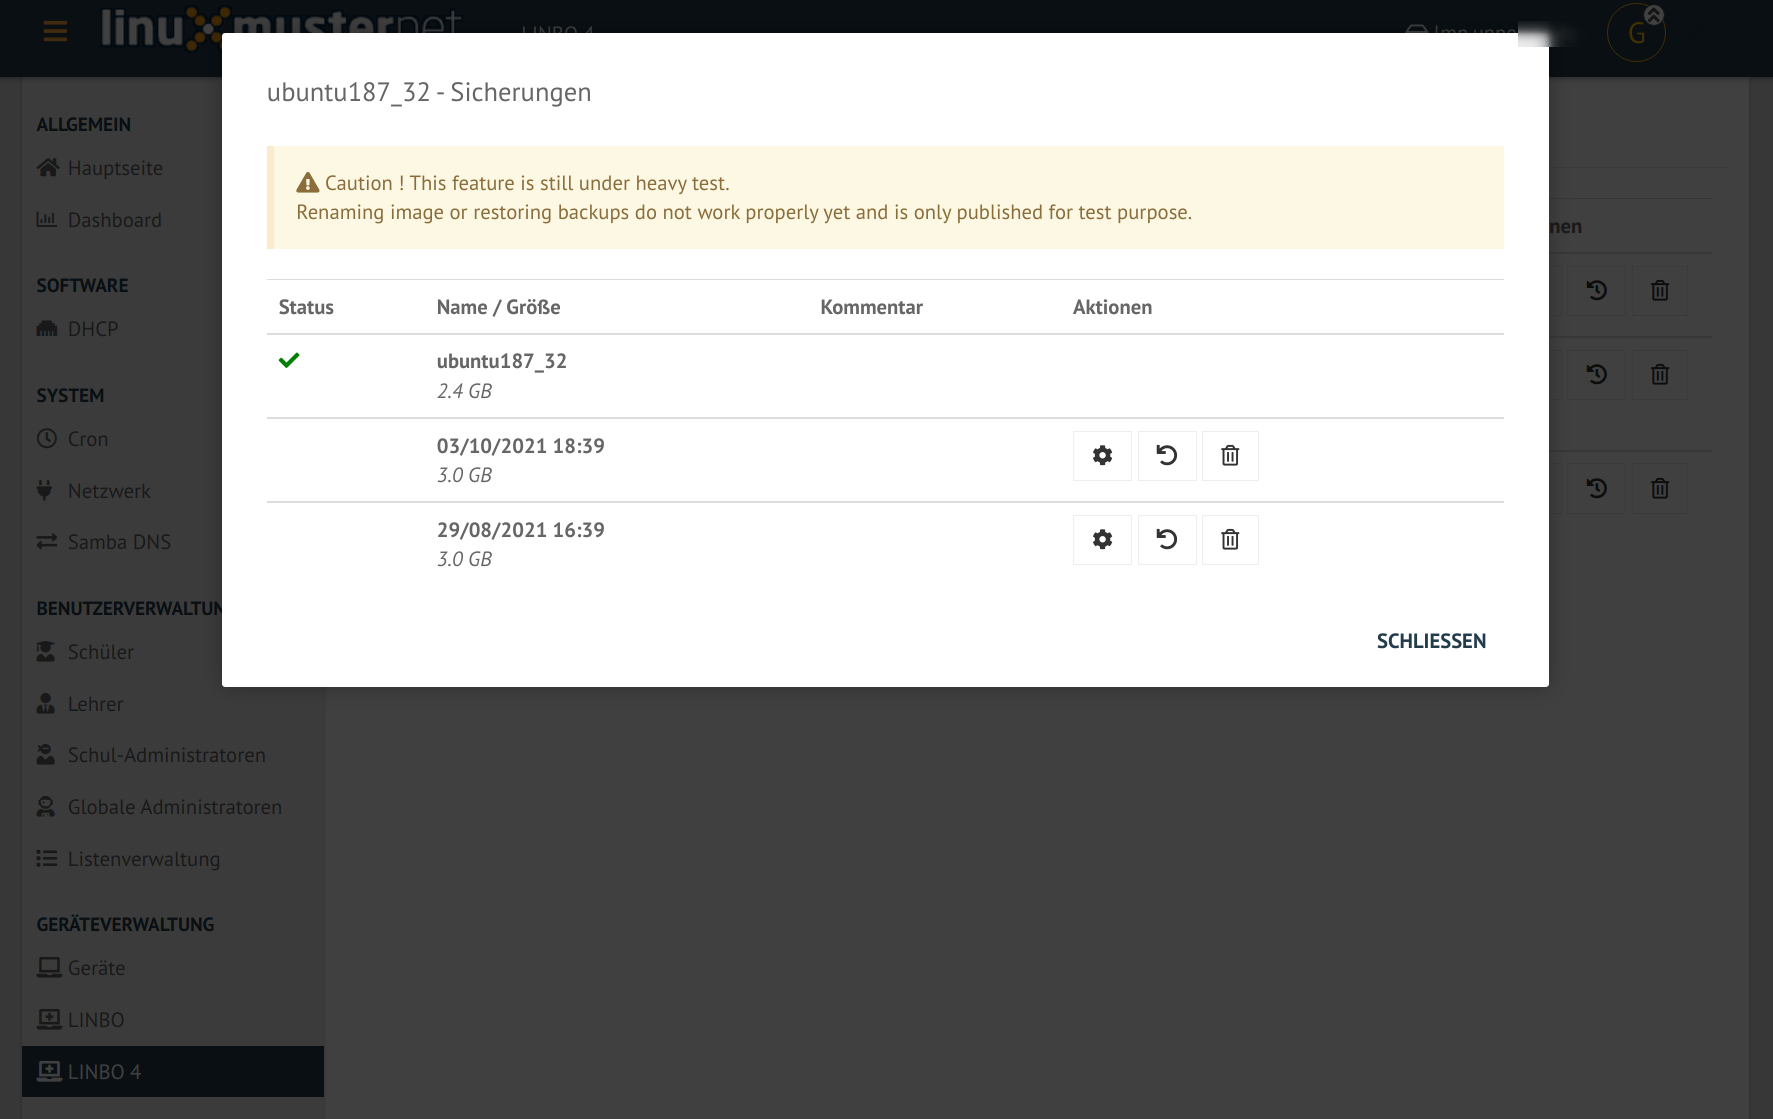 linuxmusternet
LINBO 4
G
ubuntu187_32 - Sicherungen
Caution ! This feature is still under heavy test.
Renaming image or restoring backups do not work properly yet and is only published for test purpose.
Status Name / Größe Kommentar Aktionen
ubuntu187_32
2.4 GB
03/10/2021 18:39
3.0 GB
29/08/2021 16:39
3.0 GB
SCHLIESSEN
nen
ALLGEMEIN
Hauptseite
Dashboard
SOFTWARE
DHCP
SYSTEM
Cron
Netzwerk
Samba DNS
BENUTZERVERWALTUN
Schüler
Lehrer
Schul-Administratoren
Globale Administratoren
Listenverwaltung
GERÄTEVERWALTUNG
Geräte
LINBO
LINBO 4